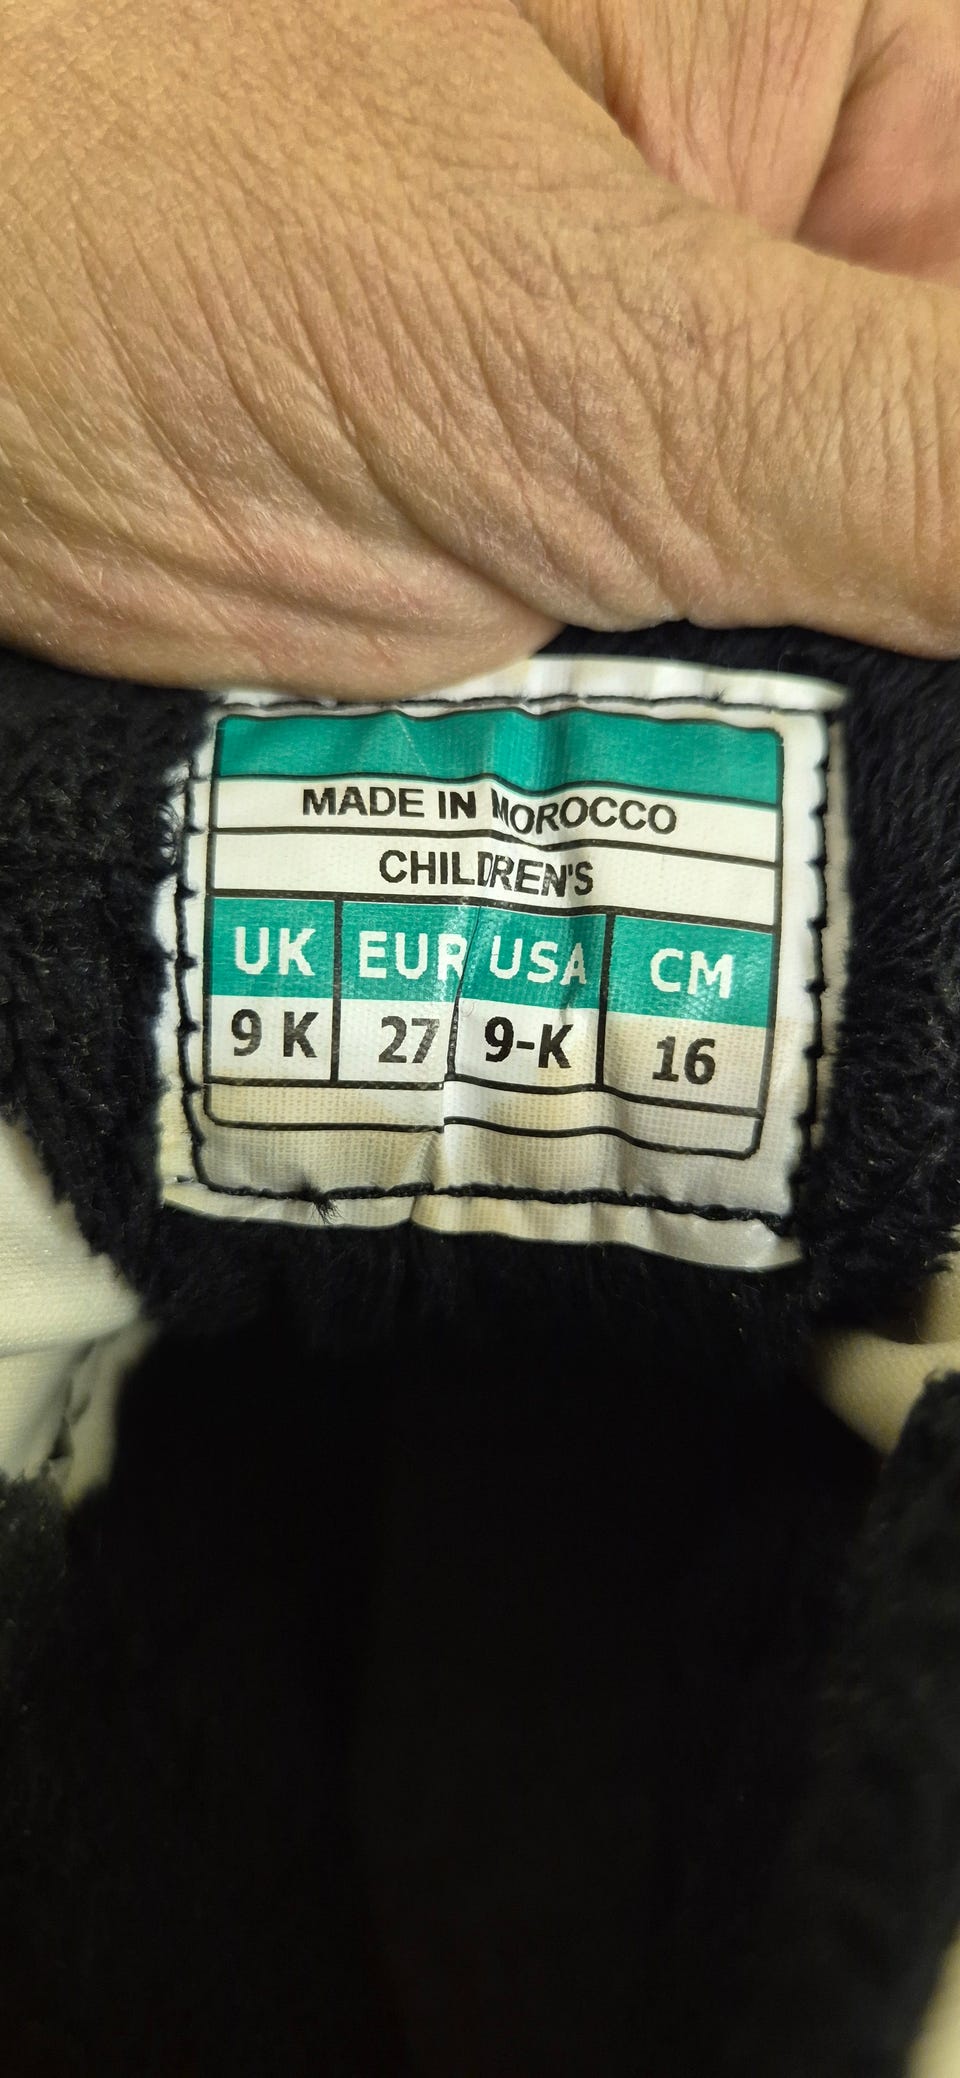 MADE IN MOROCCO
CHILDREN'S
UK EUR USA CM
9 K 27 9-K 16